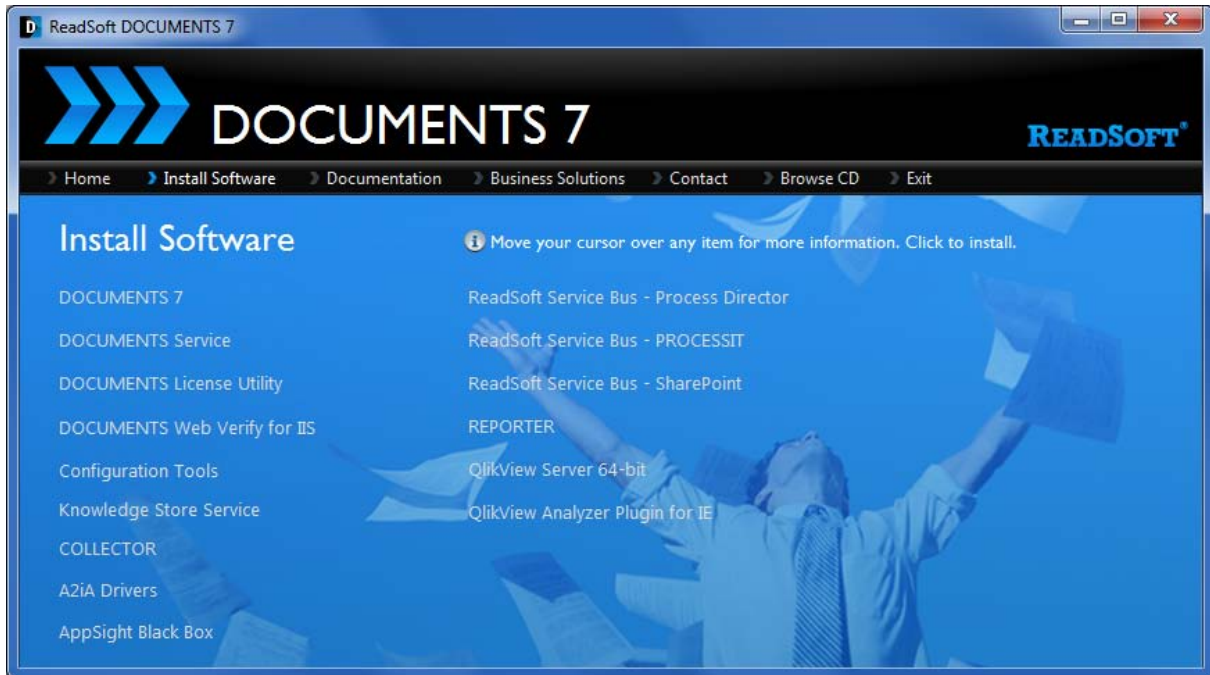 ReadSoft DOCUMENTS 7
DOCUMENTS 7
READSOFT®
Home Install Software Documentation Business Solutions Contact Browse CD Exit
Install Software
Move your cursor over any item for more information. Click to install.
DOCUMENTS 7
DOCUMENTS Service
DOCUMENTS License Utility
DOCUMENTS Web Verify for IIS
Configuration Tools
Knowledge Store Service
COLLECTOR
A2iA Drivers
AppSight Black Box
ReadSoft Service Bus - Process Director
ReadSoft Service Bus - PROCESSIT
ReadSoft Service Bus - SharePoint
REPORTER
QlikView Server 64-bit
QlikView Analyzer Plugin for IE